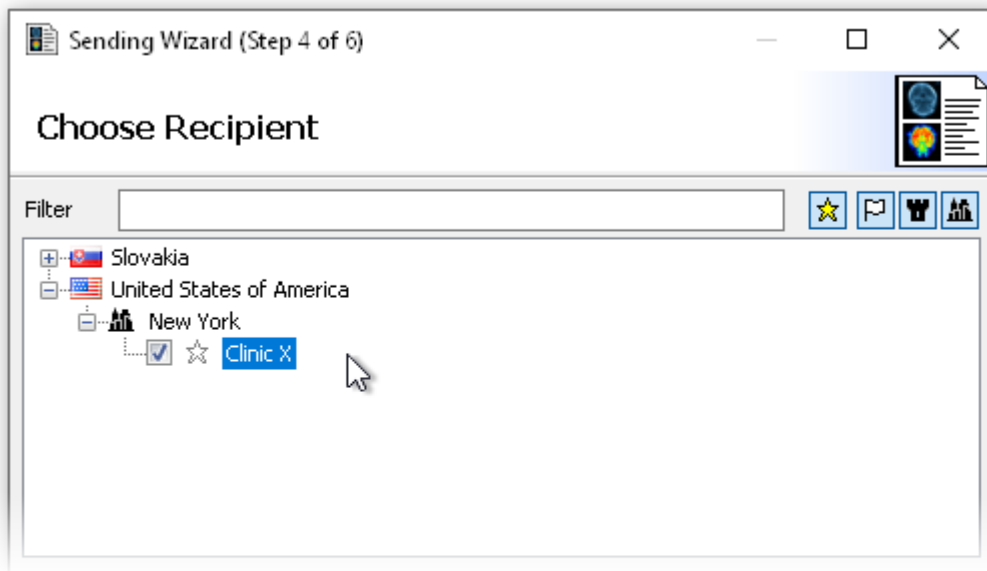 Sending Wizard (Step 4 of 6)
Choose Recipient
Filter
Slovakia
United States of America
New York
Clinic X